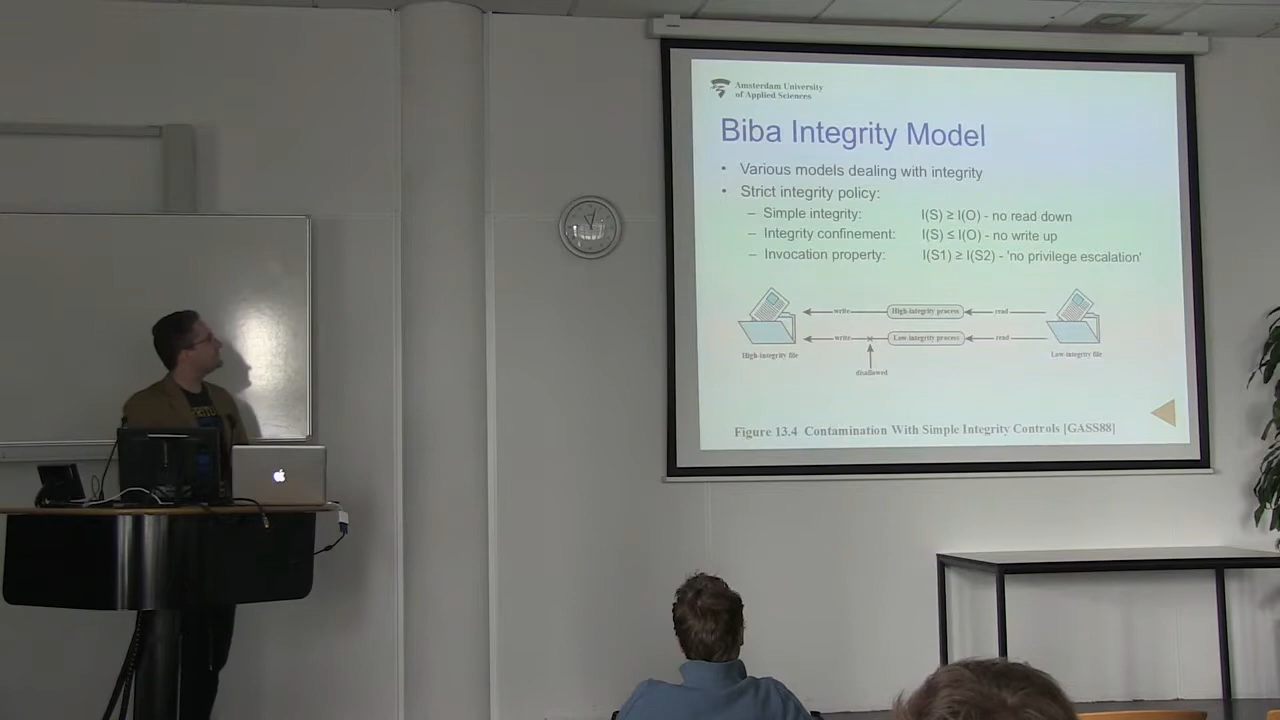 Amsterdam University
of Applied Sciences
Biba Integrity Model
• Various models dealing with integrity
• Strict integrity policy:
– Simple integrity: I(S) ≥ I(O) - no read down
– Integrity confinement: I(S) ≤ I(O) - no write up
– Invocation property: I(S1) ≥ I(S2) - 'no privilege escalation'
write High-integrity process read
write Low-integrity process read
High-integrity file Low-integrity file
disallowed
Figure 13.4 Contamination With Simple Integrity Controls [GASS88]